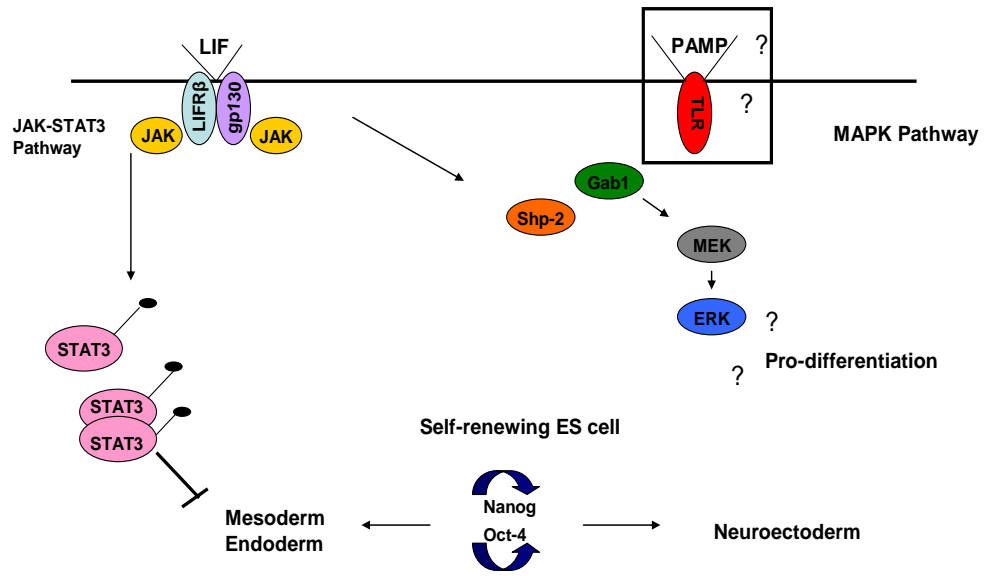 LIF
PAMP ?
LIFRβ
gp130
TLR
?
JAK-STAT3
Pathway
JAK
JAK
MAPK Pathway
Gab1
Shp-2
MEK
ERK
?
STAT3
Pro-differentiation
?
STAT3
STAT3
Self-renewing ES cell
Nanog
Oct-4
Mesoderm
Endoderm
Neuroectoderm